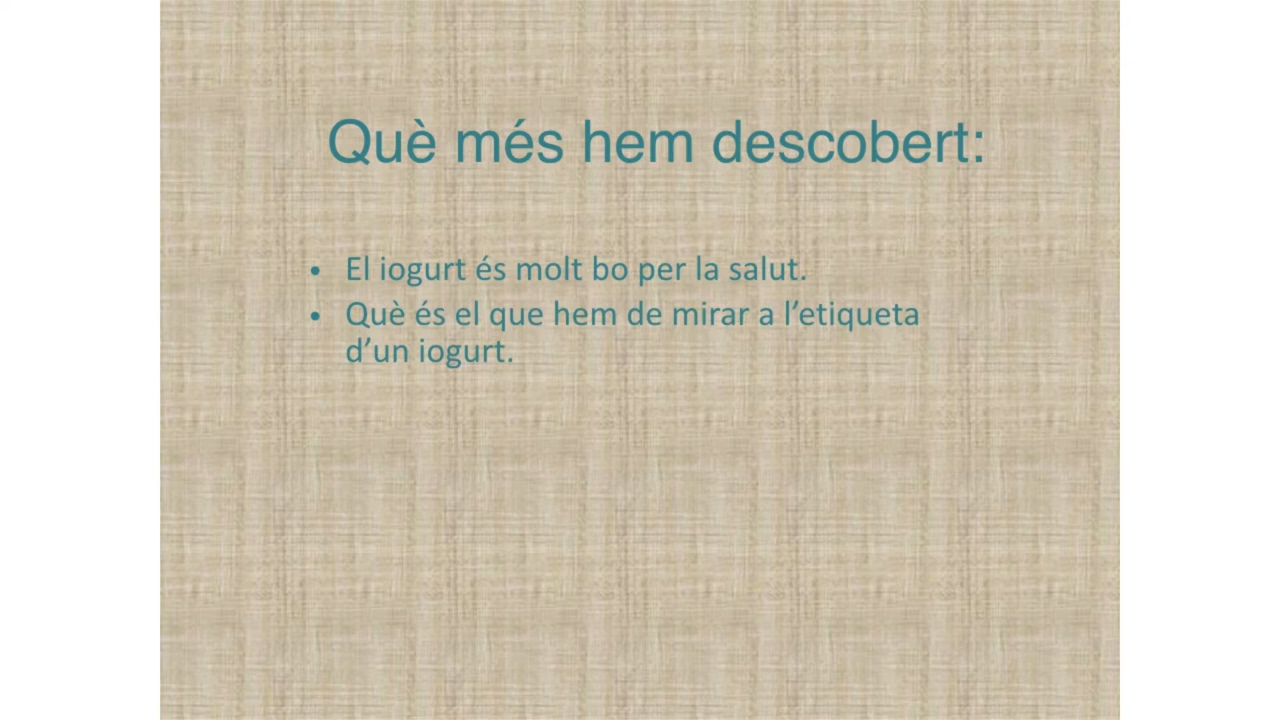 Què més hem descobert:
• El iogurt és molt bo per la salut.
• Què és el que hem de mirar a l’etiqueta
d’un iogurt.